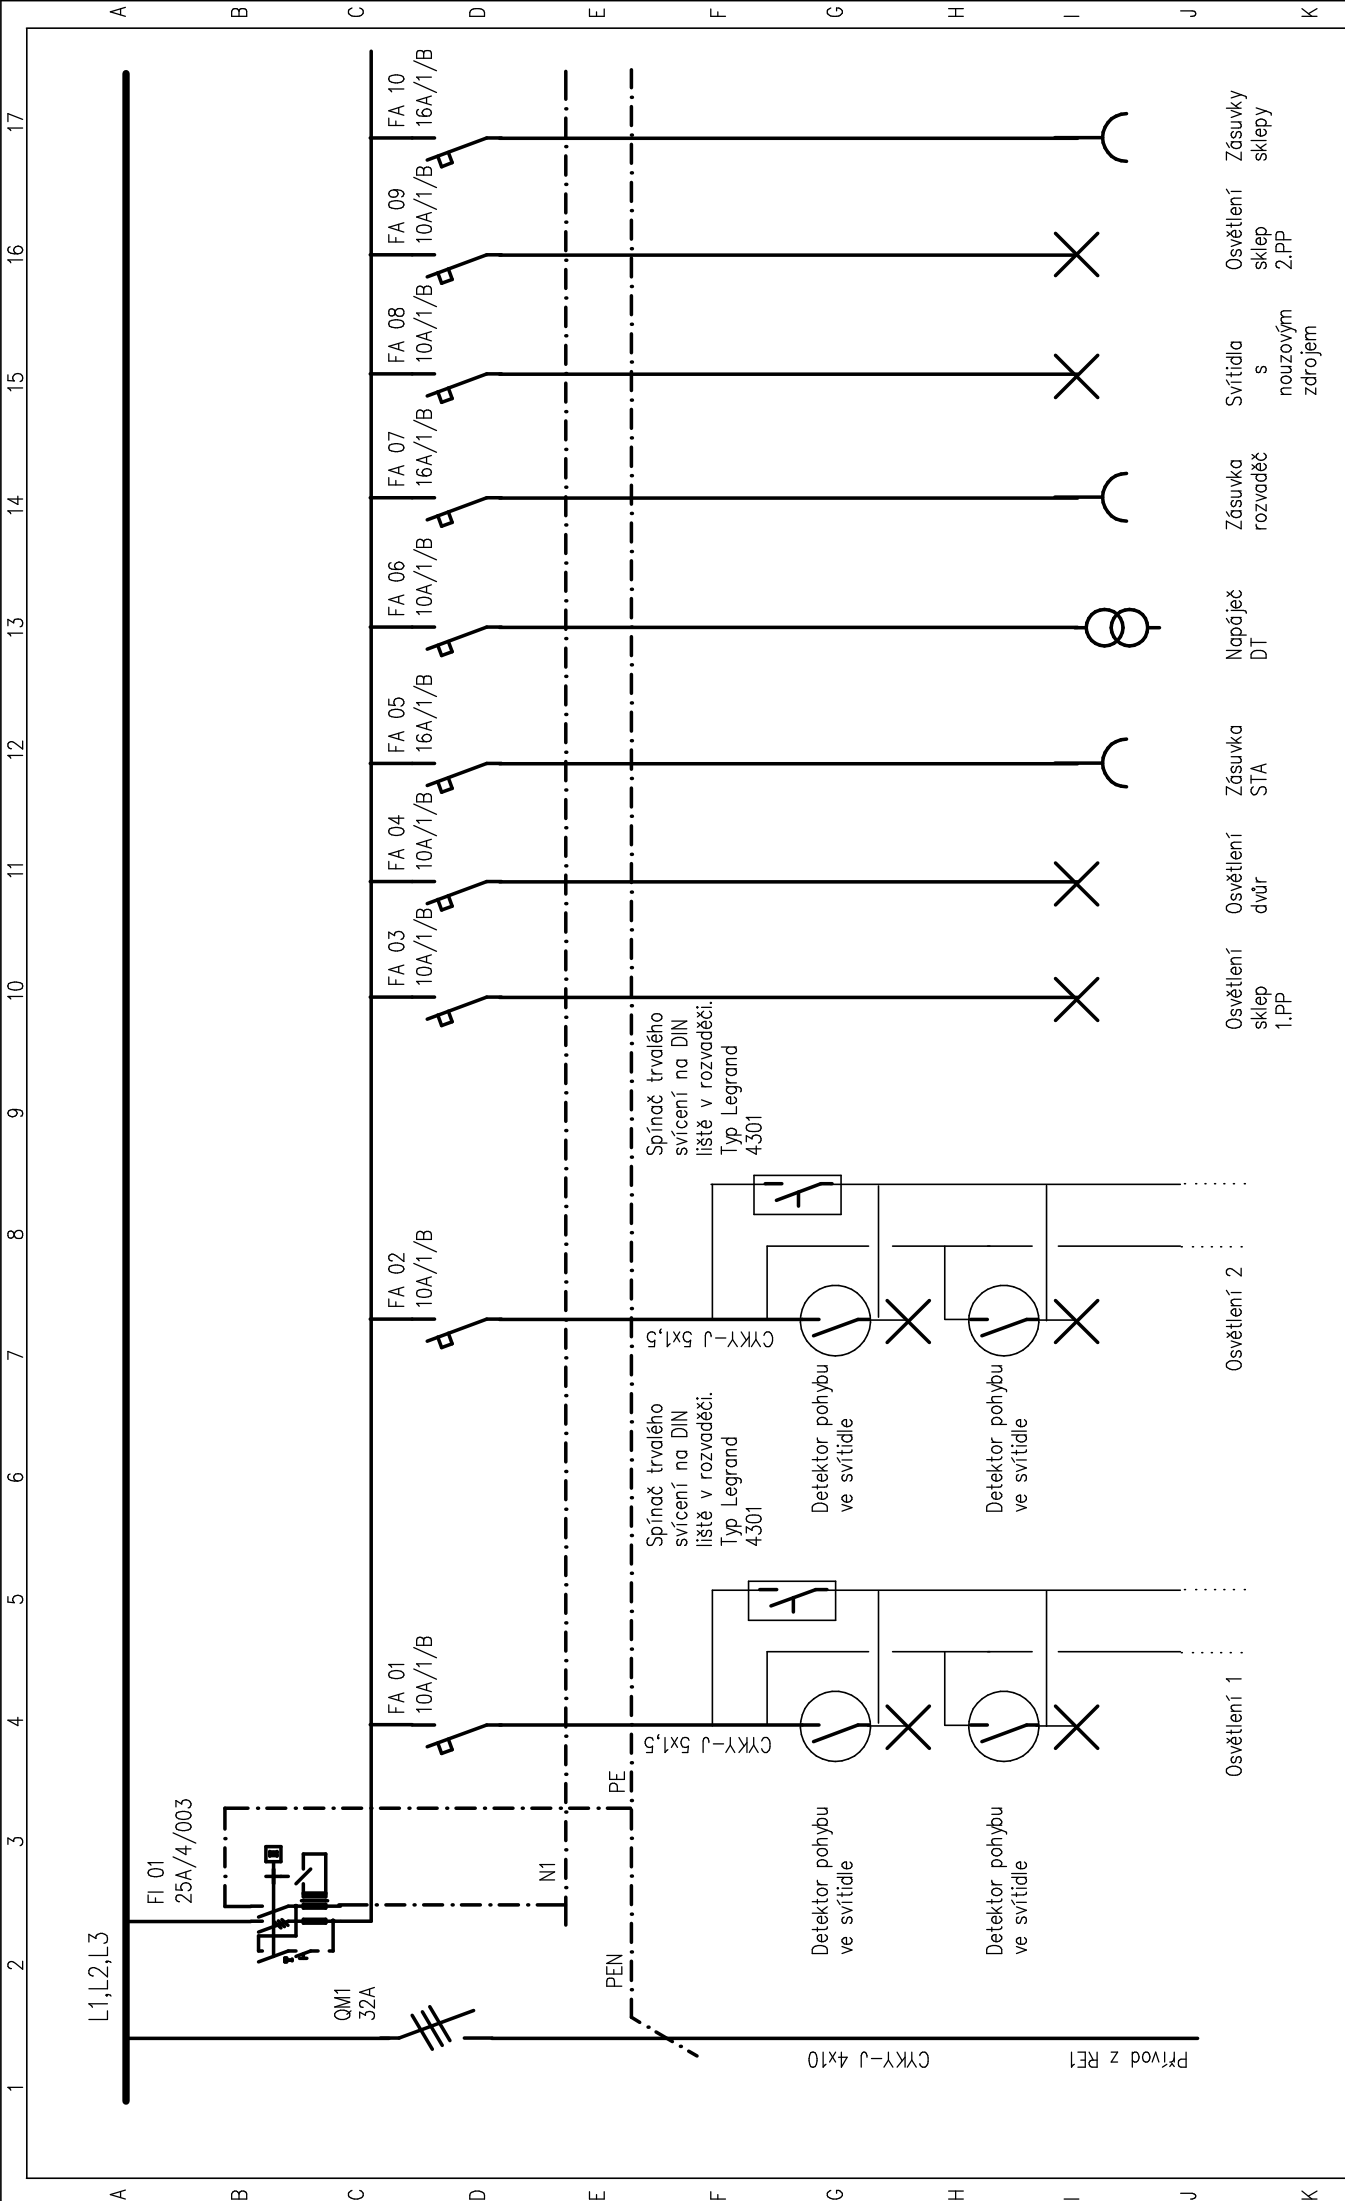 A
B
C
D
E
F
G
H
I
J
K
1
2
3
4
5
6
7
8
9
10
11
12
13
14
15
16
17
A
B
C
D
E
F
G
H
I
J
K
L1,L2,L3
FI 01
25A/4/003
QM1
32A
PEN
N1
PE
CYKY-J 4x10
Přívod z RE1
FA 01
10A/1/B
CYKY-J 5x1,5
Spínač trvalého
svícení na DIN
liště v rozvaděči.
Typ Legrand
4301
Detektor pohybu
ve svítidle
Detektor pohybu
ve svítidle
Osvětlení 1
FA 02
10A/1/B
CYKY-J 5x1,5
Spínač trvalého
svícení na DIN
liště v rozvaděči.
Typ Legrand
4301
Detektor pohybu
ve svítidle
Detektor pohybu
ve svítidle
Osvětlení 2
FA 03
10A/1/B
Osvětlení
sklep
1.PP
FA 04
10A/1/B
Osvětlení
dvůr
FA 05
16A/1/B
Zásuvka
STA
FA 06
10A/1/B
Napáječ
DT
FA 07
16A/1/B
Zásuvka
rozvaděč
FA 08
10A/1/B
Svítidla
s
nouzovým
zdrojem
FA 09
10A/1/B
Osvětlení
sklep
2.PP
FA 10
16A/1/B
Zásuvky
sklepy